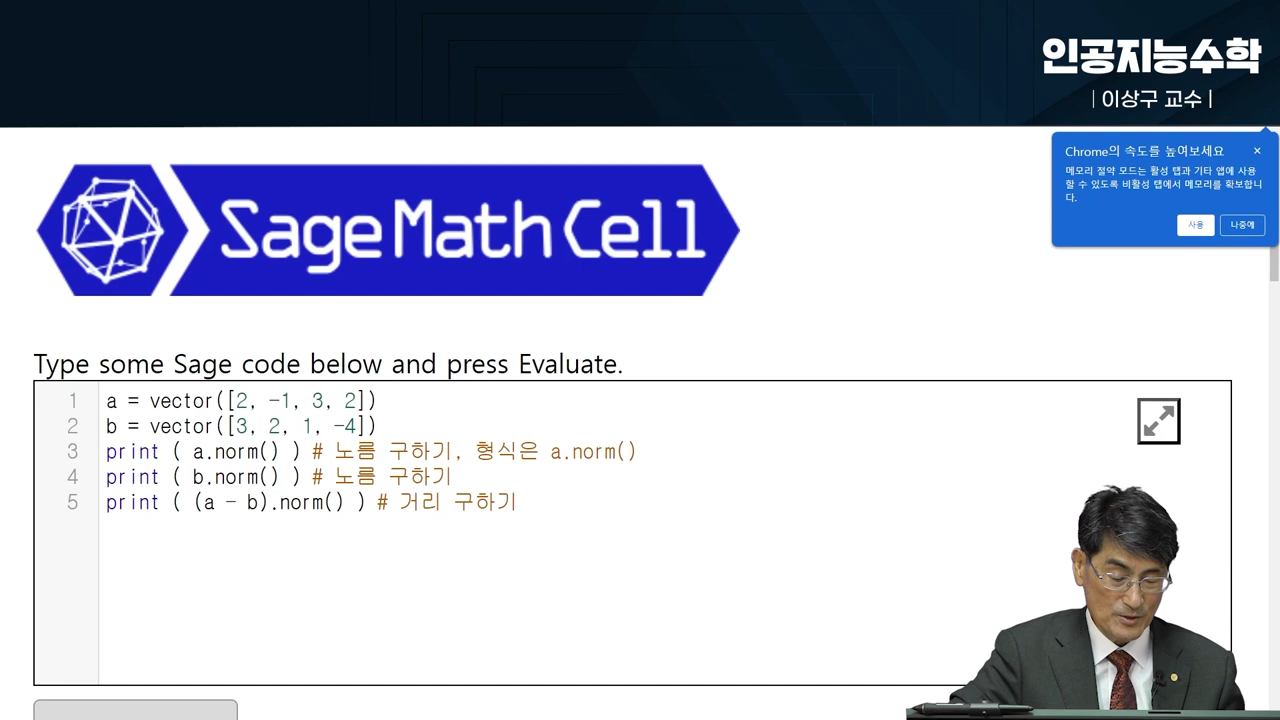 인공지능수학
| 이상구 교수 |
Chrome의 속도를 높여보세요 ×
메모리 절약 모드는 활성 탭과 기타 앱에 사용
할 수 있도록 비활성 탭에서 메모리를 확보합니
다.
사용 나중에
SageMathCell
Type some Sage code below and press Evaluate.
1 a = vector([2, -1, 3, 2])
2 b = vector([3, 2, 1, -4])
3 print ( a.norm() ) # 노름 구하기, 형식은 a.norm()
4 print ( b.norm() ) # 노름 구하기
5 print ( (a - b).norm() ) # 거리 구하기